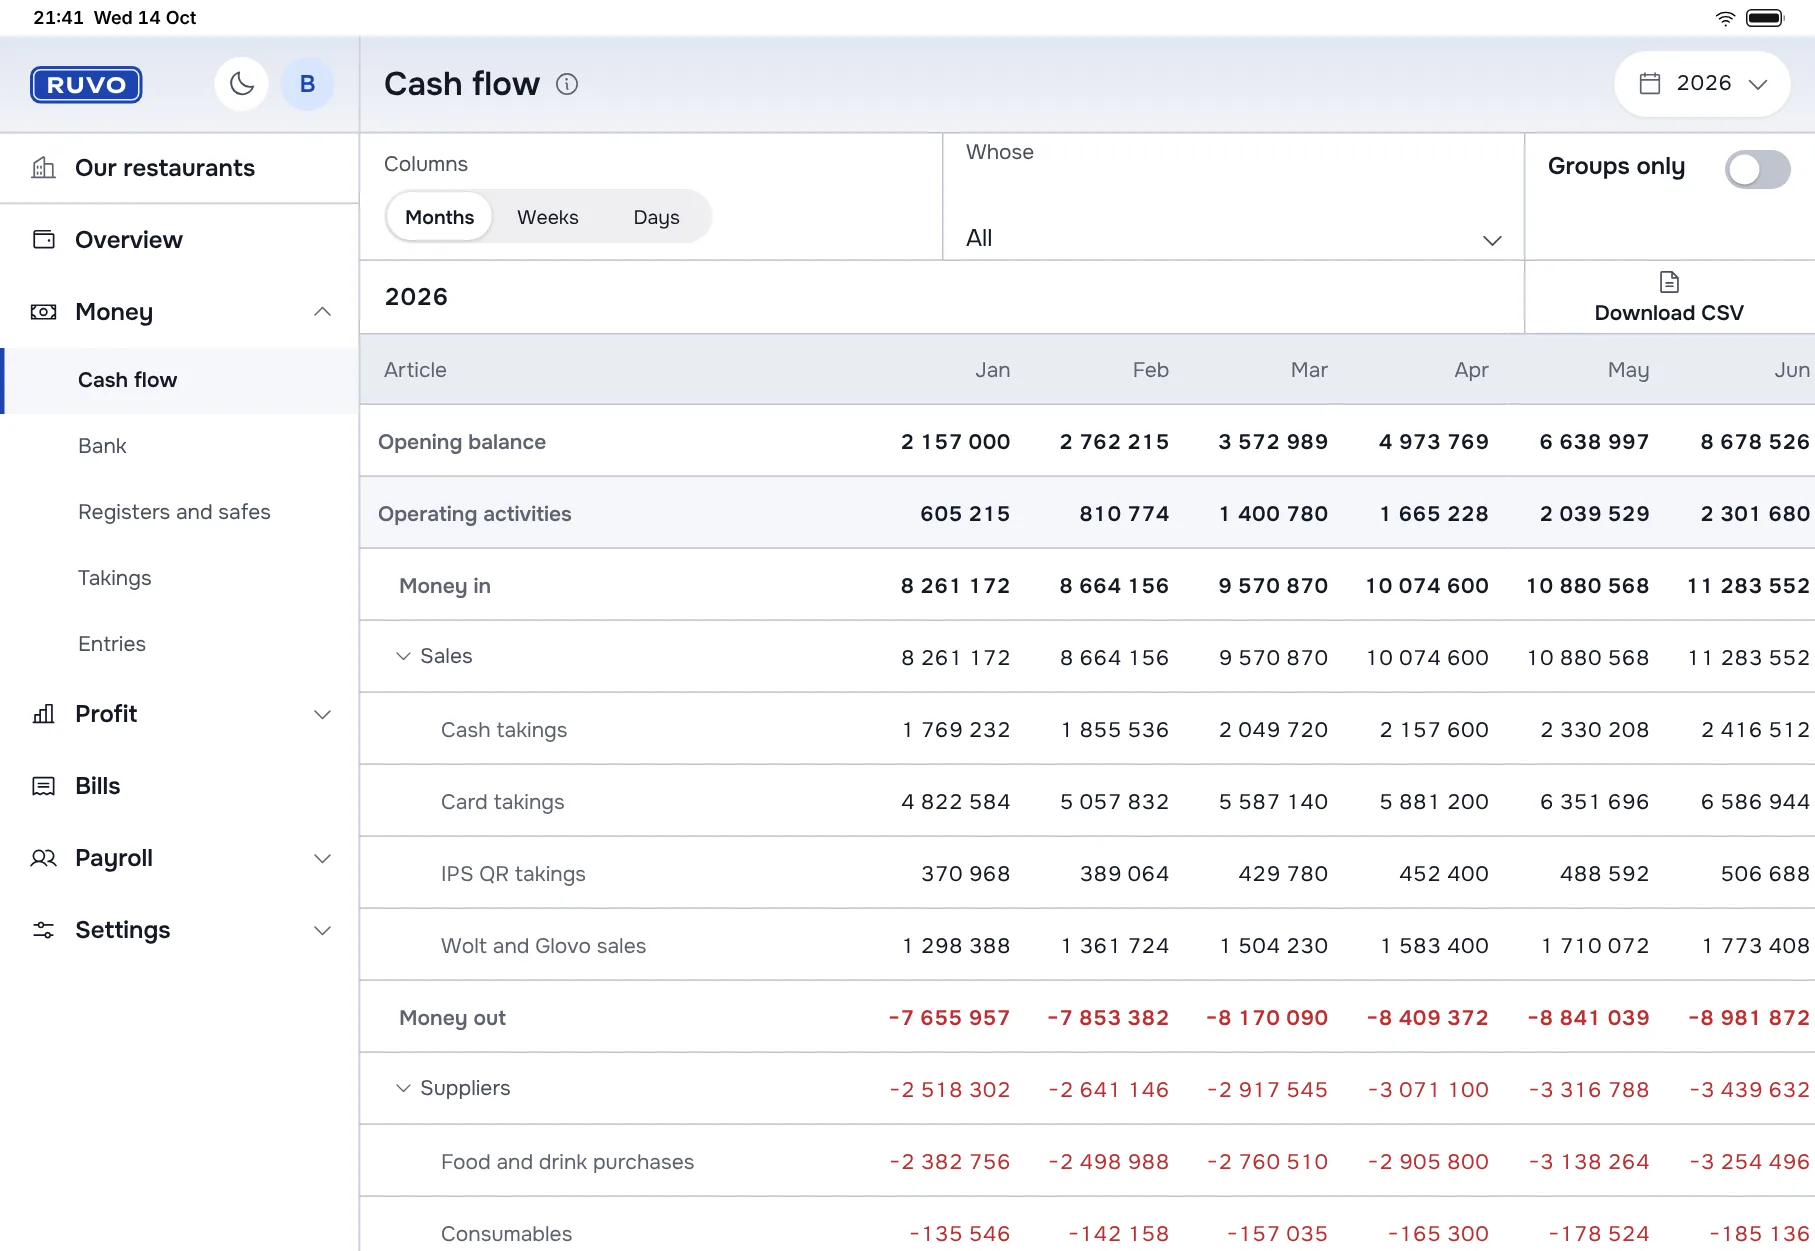 21:41 Wed 14 Oct
RUVO
B
Cash flow
2026
Our restaurants
Overview
Money
Cash flow
Bank
Registers and safes
Takings
Entries
Profit
Bills
Payroll
Settings
Columns
Months Weeks Days
Whose
All
Groups only
2026
Download CSV
Article Jan Feb Mar Apr May Jun
Opening balance 2 157 000 2 762 215 3 572 989 4 973 769 6 638 997 8 678 526
Operating activities 605 215 810 774 1 400 780 1 665 228 2 039 529 2 301 680
Money in 8 261 172 8 664 156 9 570 870 10 074 600 10 880 568 11 283 552
Sales 8 261 172 8 664 156 9 570 870 10 074 600 10 880 568 11 283 552
Cash takings 1 769 232 1 855 536 2 049 720 2 157 600 2 330 208 2 416 512
Card takings 4 822 584 5 057 832 5 587 140 5 881 200 6 351 696 6 586 944
IPS QR takings 370 968 389 064 429 780 452 400 488 592 506 688
Wolt and Glovo sales 1 298 388 1 361 724 1 504 230 1 583 400 1 710 072 1 773 408
Money out -7 655 957 -7 853 382 -8 170 090 -8 409 372 -8 841 039 -8 981 872
Suppliers -2 518 302 -2 641 146 -2 917 545 -3 071 100 -3 316 788 -3 439 632
Food and drink purchases -2 382 756 -2 498 988 -2 760 510 -2 905 800 -3 138 264 -3 254 496
Consumables -135 546 -142 158 -157 035 -165 300 -178 524 -185 136